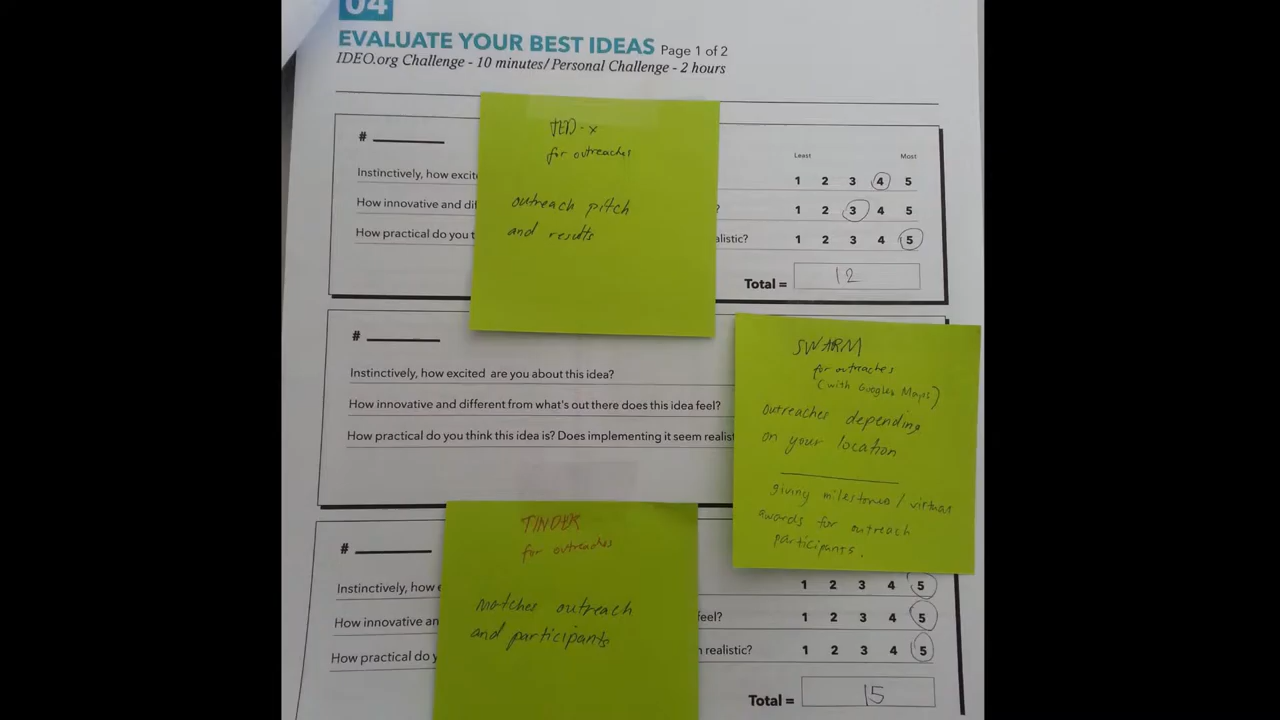 04
EVALUATE YOUR BEST IDEAS Page 1 of 2
IDEO.org Challenge - 10 minutes/ Personal Challenge - 2 hours
#
Least Most
Instinctively, how exci
1 2 3 4 5
How innovative and di
?
1 2 3 4 5
How practical do you t
alistic?
1 2 3 4 5
Total = 12
TED-x
for outreaches
outreach pitch
and results
#
Instinctively, how excited are you about this idea?
How innovative and different from what's out there does this idea feel?
How practical do you think this idea is? Does implementing it seem realist
SWARM
for outreaches
(with Googles Maps)
outreaches depending
on your location
giving milestones/virtual
awards for outreach
participants.
#
Instinctively, how e
1 2 3 4 5
How innovative an
feel?
1 2 3 4 5
How practical do y
realistic?
1 2 3 4 5
Total = 15
TINDER
for outreaches
Matches outreach
and participants